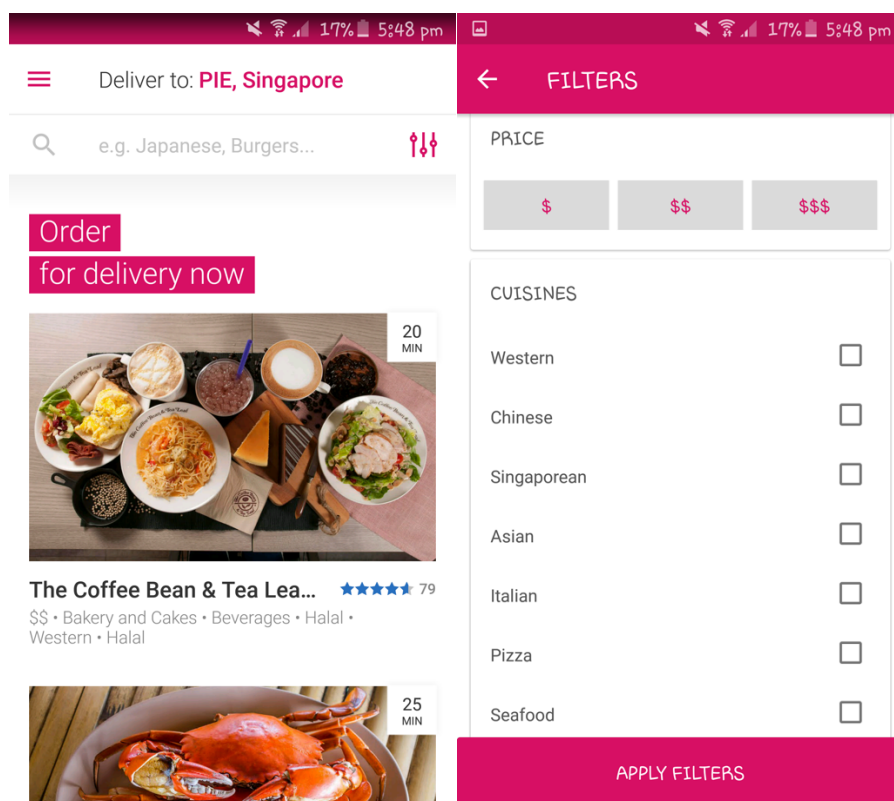 17% 5:48 pm
Deliver to: PIE, Singapore
e.g. Japanese, Burgers...
Order
for delivery now
20
MIN
The Coffee Bean & Tea Lea... 79
$$ • Bakery and Cakes • Beverages • Halal •
Western • Halal
25
MIN
17% 5:48 pm
FILTERS
PRICE
$ $$ $$$
CUISINES
Western
Chinese
Singaporean
Asian
Italian
Pizza
Seafood
APPLY FILTERS